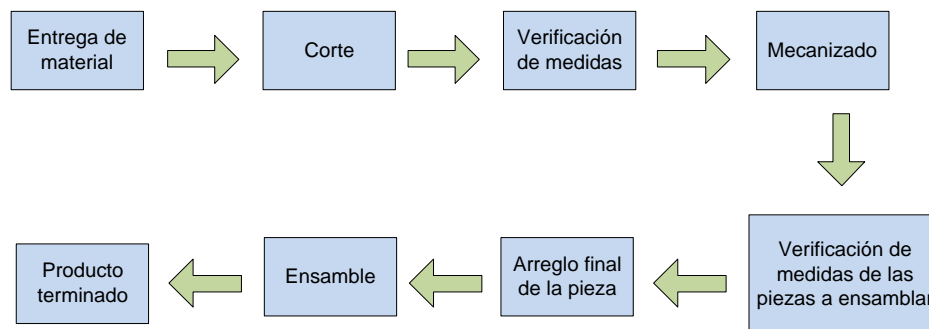 Entrega de
material
Corte
Verificación
de medidas
Mecanizado
Verificación de
medidas de las
piezas a ensamblar
Arreglo final
de la pieza
Ensamble
Producto
terminado